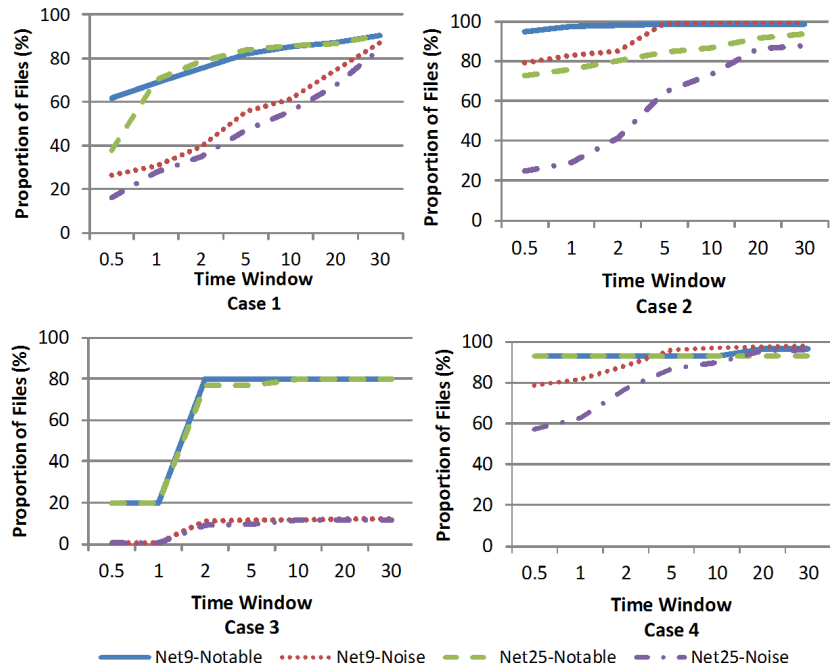 Proportion of Files (%)
100
80
60
40
20
0
0.5 1 2 5 10 20 30
Time Window
Case 1
Proportion of Files (%)
100
80
60
40
20
0
0.5 1 2 5 10 20 30
Time Window
Case 2
Proportion of Files (%)
100
80
60
40
20
0
0.5 1 2 5 10 20 30
Time Window
Case 3
Proportion of Files (%)
100
80
60
40
20
0
0.5 1 2 5 10 20 30
Time Window
Case 4
Net9-Notable Net9-Noise Net25-Notable Net25-Noise